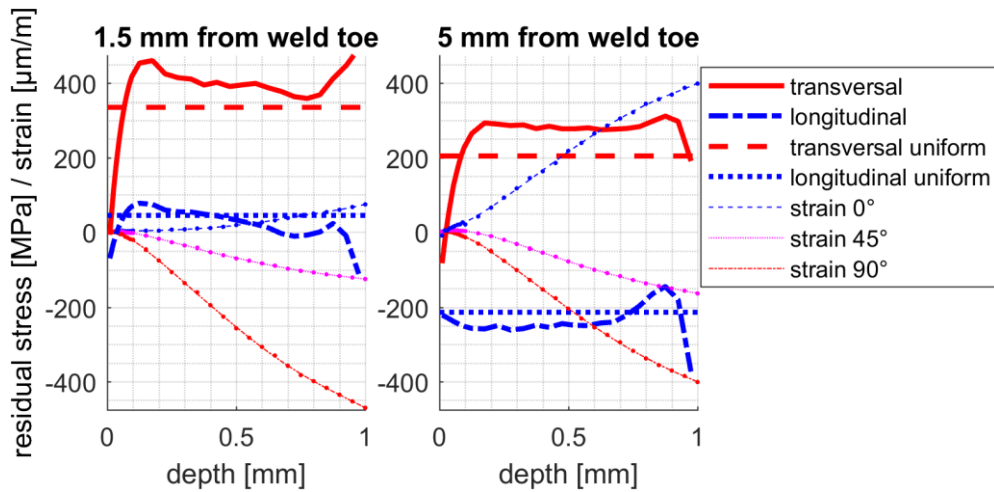 residual stress [MPa] / strain [µm/m]
1.5 mm from weld toe
400
200
0
-200
-400
0
0.5
1
depth [mm]
5 mm from weld toe
400
200
0
-200
-400
0
0.5
1
depth [mm]
transversal
longitudinal
transversal uniform
longitudinal uniform
strain 0°
strain 45°
strain 90°